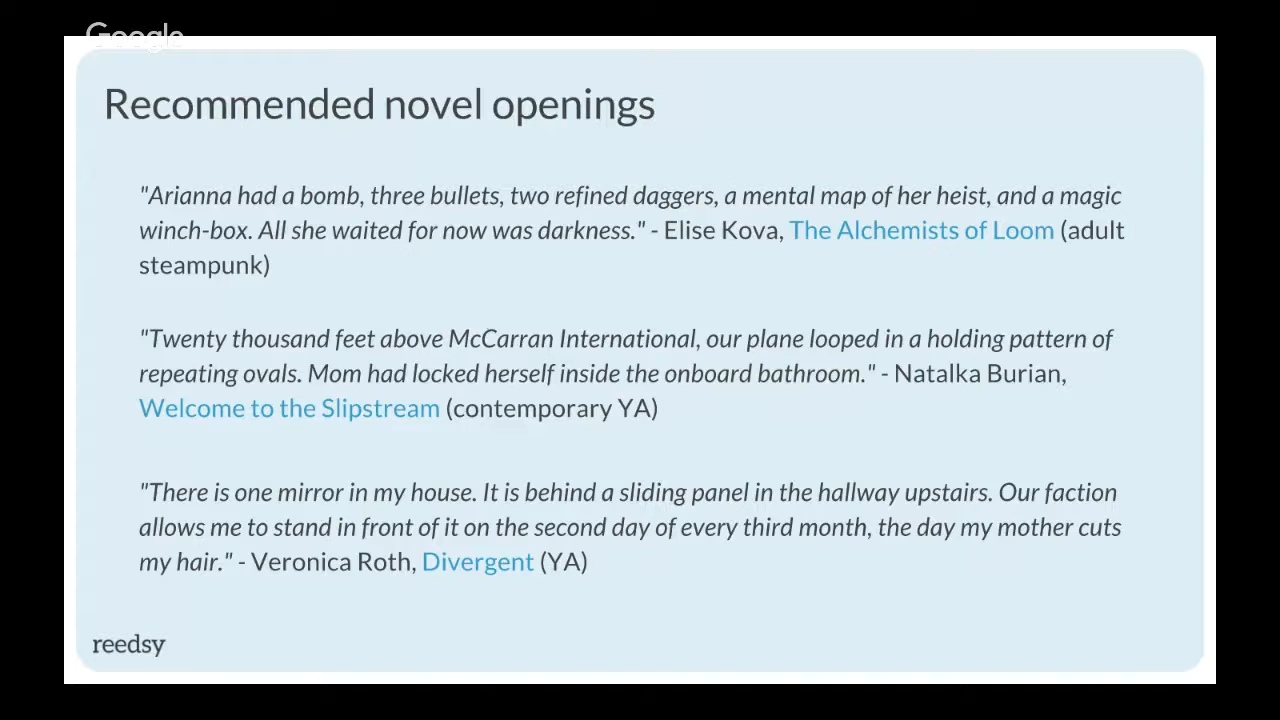 Google
Recommended novel openings
"Arianna had a bomb, three bullets, two refined daggers, a mental map of her heist, and a magic
winch-box. All she waited for now was darkness." - Elise Kova, The Alchemists of Loom (adult
steampunk)
"Twenty thousand feet above McCarran International, our plane looped in a holding pattern of
repeating ovals. Mom had locked herself inside the onboard bathroom." - Natalka Burian,
Welcome to the Slipstream (contemporary YA)
"There is one mirror in my house. It is behind a sliding panel in the hallway upstairs. Our faction
allows me to stand in front of it on the second day of every third month, the day my mother cuts
my hair." - Veronica Roth, Divergent (YA)
reedsy